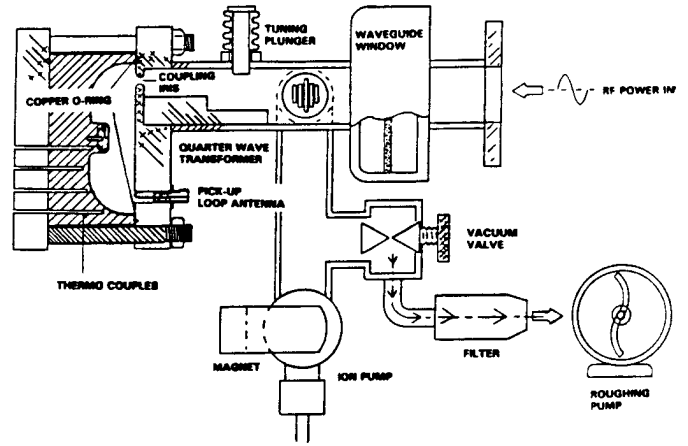 TUNING
PLUNGER
WAVEGUIDE
WINDOW
COUPLING
IRIS
COPPER O-RING
RF POWER IN
QUARTER WAVE
TRANSFORMER
PICK-UP
LOOP ANTENNA
VACUUM
VALVE
THERMO COUPLES
MAGNET
ION PUMP
FILTER
ROUGHING
PUMP